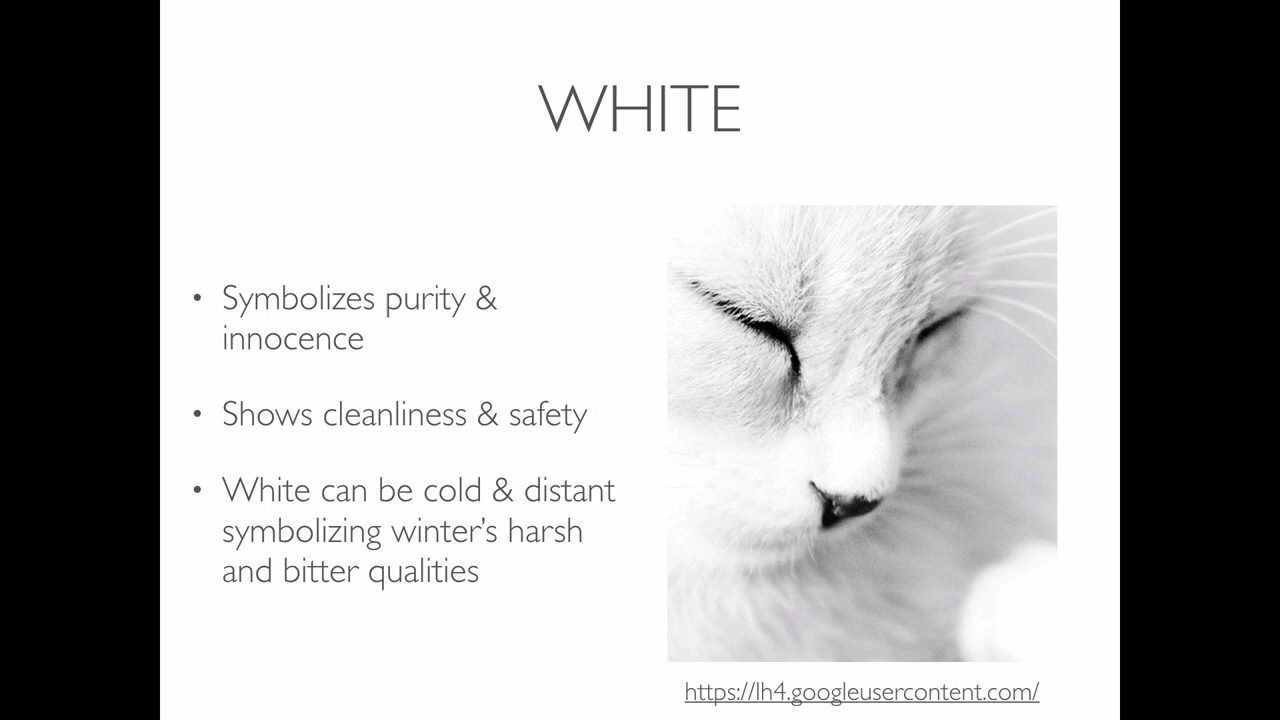 WHITE
• Symbolizes purity &
innocence
• Shows cleanliness & safety
• White can be cold & distant
symbolizing winter’s harsh
and bitter qualities
https://lh4.googleusercontent.com/